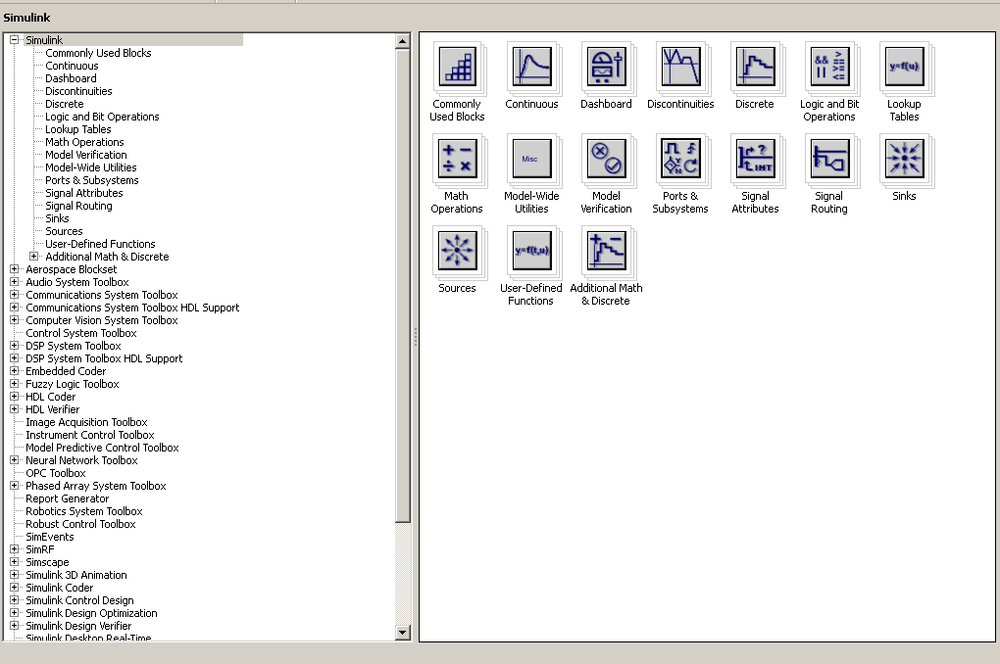 Simulink
Simulink
Commonly Used Blocks
Continuous
Dashboard
Discontinuities
Discrete
Logic and Bit Operations
Lookup Tables
Math Operations
Model Verification
Model-Wide Utilities
Ports & Subsystems
Signal Attributes
Signal Routing
Sinks
Sources
User-Defined Functions
Additional Math & Discrete
Aerospace Blockset
Audio System Toolbox
Communications System Toolbox
Communications System Toolbox HDL Support
Computer Vision System Toolbox
Control System Toolbox
DSP System Toolbox
DSP System Toolbox HDL Support
Embedded Coder
Fuzzy Logic Toolbox
HDL Coder
HDL Verifier
Image Acquisition Toolbox
Instrument Control Toolbox
Model Predictive Control Toolbox
Neural Network Toolbox
OPC Toolbox
Phased Array System Toolbox
Report Generator
Robotics System Toolbox
Robust Control Toolbox
SimEvents
SimRF
Simscape
Simulink 3D Animation
Simulink Coder
Simulink Control Design
Simulink Design Optimization
Simulink Design Verifier
Simulink Desktop Real-Time
&& >
|| >=
<=
y=f(u)
Commonly Used Blocks
Continuous
Dashboard
Discontinuities
Discrete
Logic and Bit Operations
Lookup Tables
+ −
÷ ×
Misc
?
INT
Math Operations
Model-Wide Utilities
Model Verification
Ports & Subsystems
Signal Attributes
Signal Routing
Sinks
y=f(t,u)
+ −
Sources
User-Defined Functions
Additional Math & Discrete